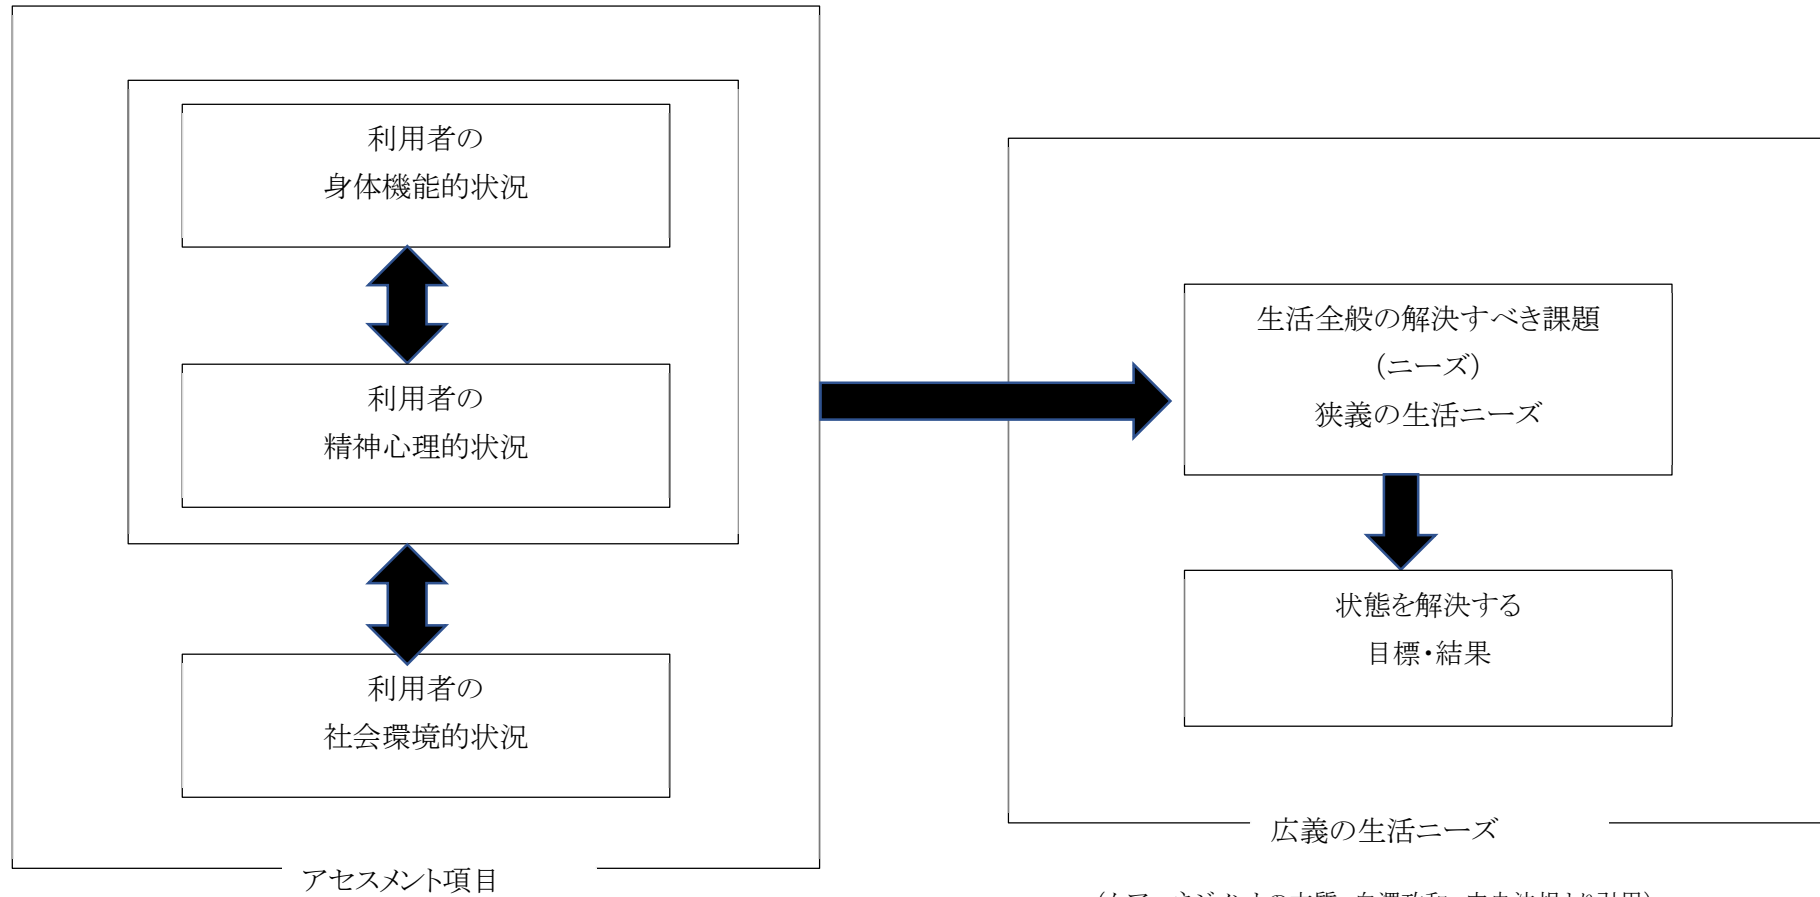 利用者の
身体機能的状況
利用者の
精神心理的状況
利用者の
社会環境的状況
アセスメント項目
生活全般の解決すべき課題
(ニーズ)
狭義の生活ニーズ
状態を解決する
目標・結果
広義の生活ニーズ